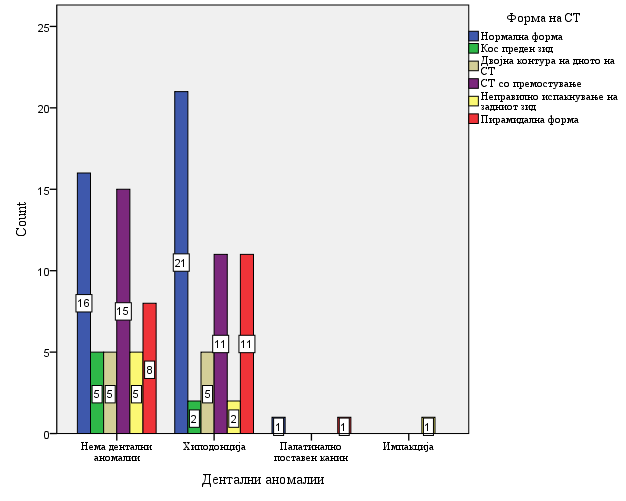 Форма на СТ
Нормална форма
Кос преден зид
Двојна контура на дното на
СТ
СТ со премостување
Неправилно испакнување на
задниот зид
Пирамидална форма
Count
25
20
15
10
5
0
16
5
5
15
5
8
21
2
5
11
2
11
1
1
1
Нема дентални
аномалии
Хиподонција
Палатинално
поставен канин
Импакција
Дентални аномалии